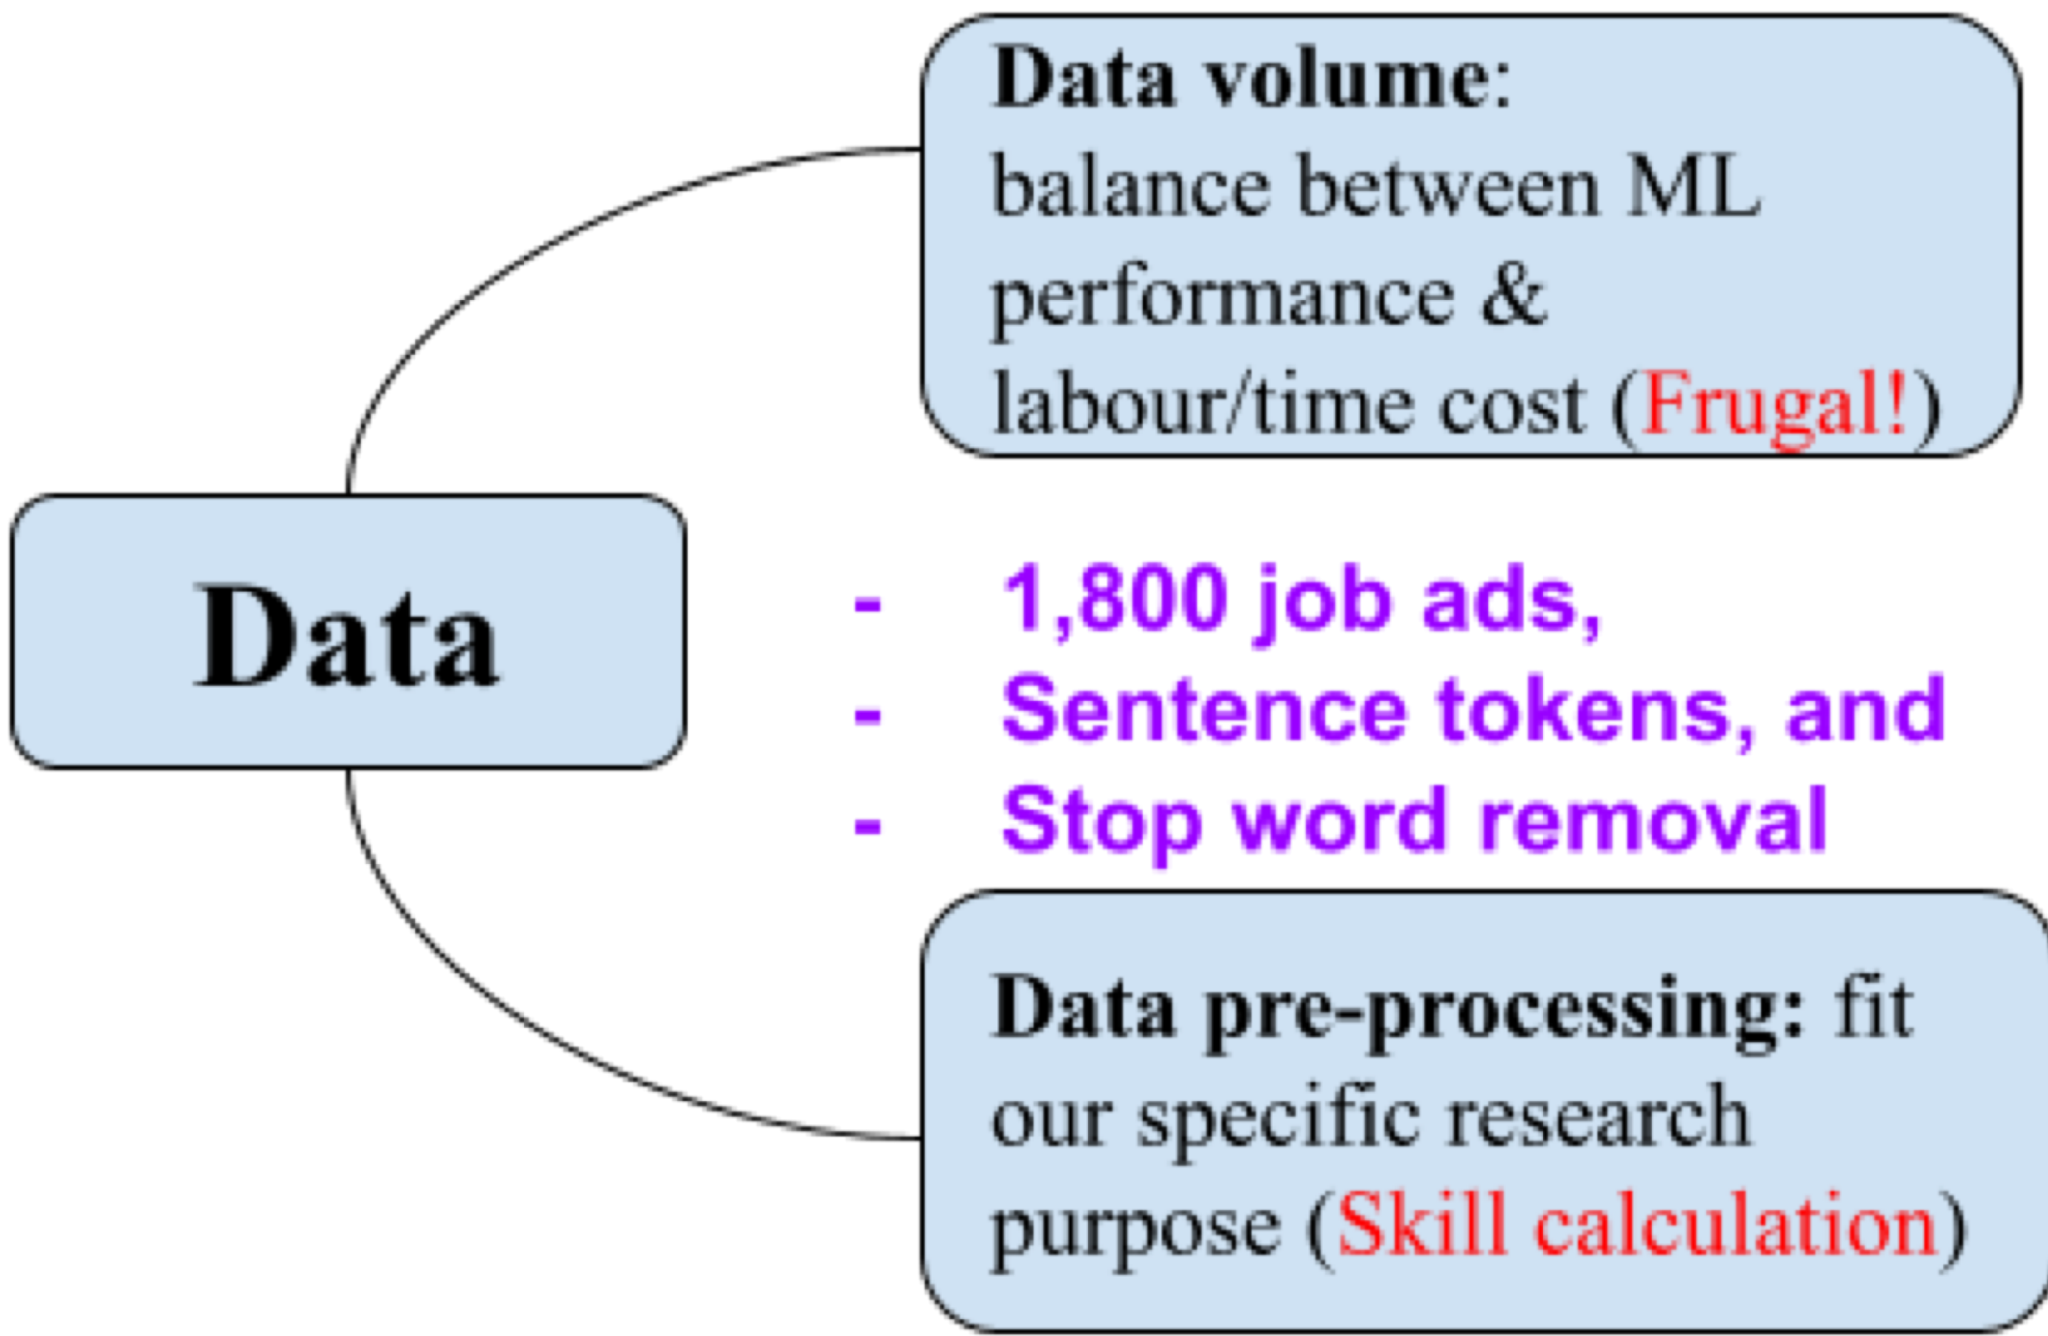 Data volume:
balance between ML
performance &
labour/time cost (Frugal!)
Data
- 1,800 job ads,
- Sentence tokens, and
- Stop word removal
Data pre-processing: fit
our specific research
purpose (Skill calculation)